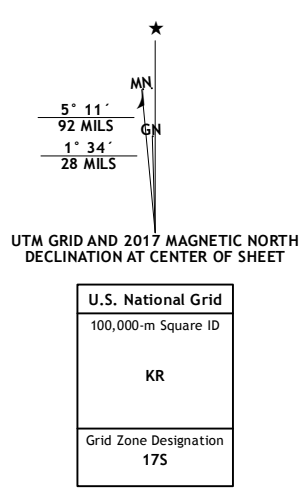 ★
MN
5° 11´
92 MILS
GN
1° 34´
28 MILS
UTM GRID AND 2017 MAGNETIC NORTH
DECLINATION AT CENTER OF SHEET
U.S. National Grid
100,000-m Square ID
KR
Grid Zone Designation
17S